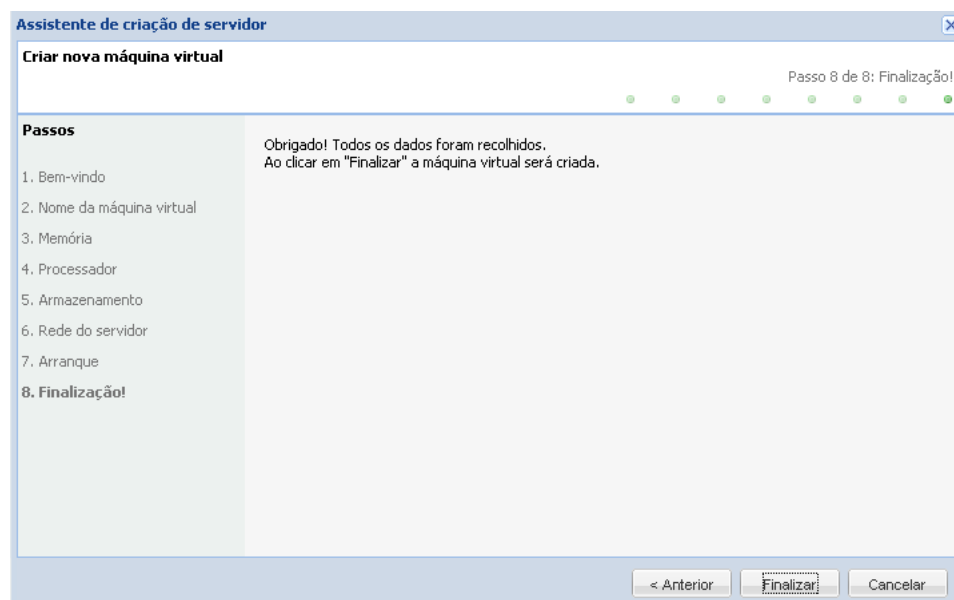 Assistente de criação de servidor
Criar nova máquina virtual
Passo 8 de 8: Finalização!
Passos
Obrigado! Todos os dados foram recolhidos.
Ao clicar em "Finalizar" a máquina virtual será criada.
1. Bem-vindo
2. Nome da máquina virtual
3. Memória
4. Processador
5. Armazenamento
6. Rede do servidor
7. Arranque
8. Finalização!
< Anterior
Finalizar
Cancelar